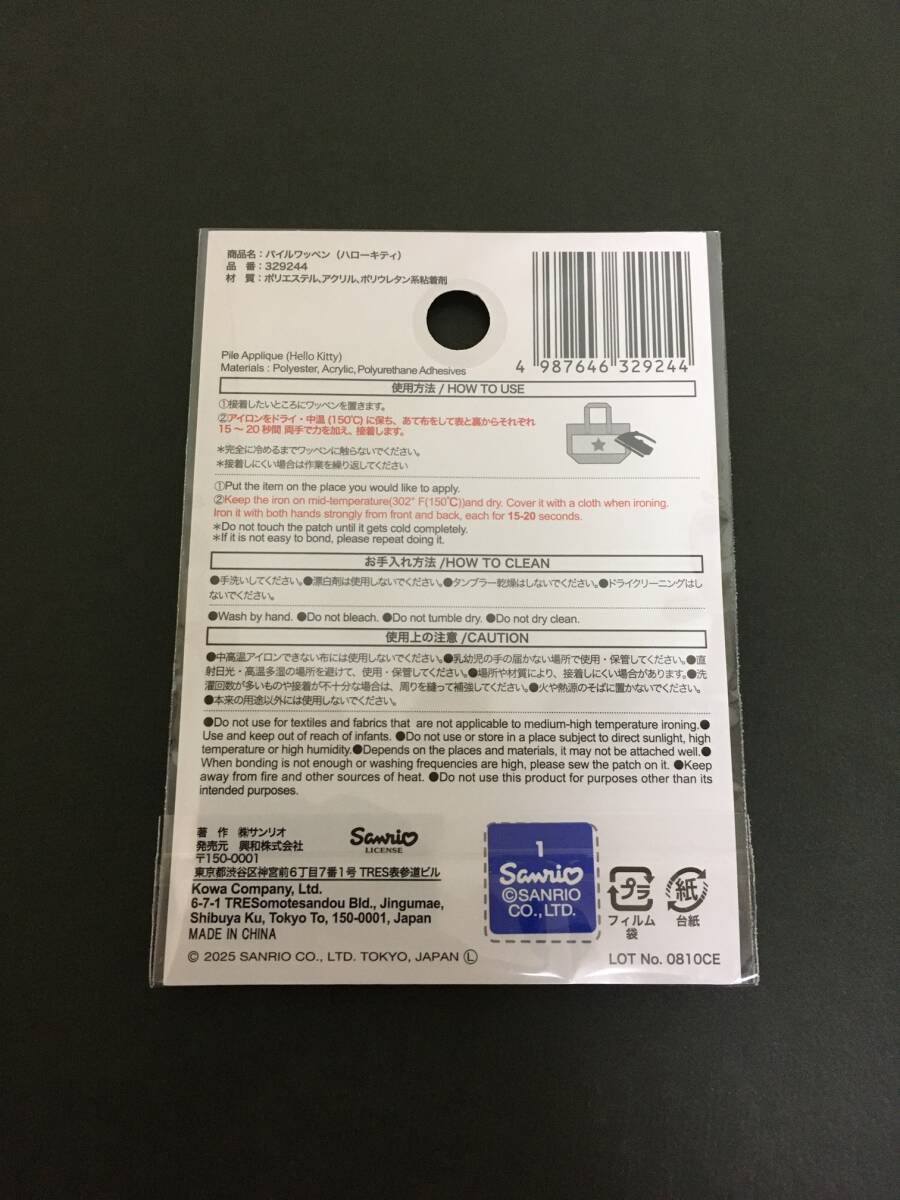 商品名：パイルワッペン（ハローキティ）
品　番：329244
材　質：ポリエステル、アクリル、ポリウレタン系粘着剤
4 987646 329244
Pile Applique (Hello Kitty)
Materials : Polyester, Acrylic, Polyurethane Adhesives
使用方法 / HOW TO USE
①接着したいところにワッペンを置きます。
②アイロンをドライ・中温 (150℃) に保ち、あて布をして表と裏からそれぞれ
15 〜 20 秒間 両手で力を加え、接着します。
＊完全に冷めるまでワッペンに触らないでください。
＊接着しにくい場合は作業を繰り返してください
①Put the item on the place you would like to apply.
②Keep the iron on mid-temperature(302° F(150℃))and dry. Cover it with a cloth when ironing.
Iron it with both hands strongly from front and back, each for 15-20 seconds.
＊Do not touch the patch until it gets cold completely.
＊If it is not easy to bond, please repeat doing it.
お手入れ方法 /HOW TO CLEAN
●手洗いしてください。●漂白剤は使用しないでください。●タンブラー乾燥はしないでください。●ドライクリーニングはし
ないでください。
●Wash by hand. ●Do not bleach. ●Do not tumble dry. ●Do not dry clean.
使用上の注意 /CAUTION
●中高温アイロンできない布には使用しないでください。●乳幼児の手の届かない場所で使用・保管してください。●直
射日光・高温多湿の場所を避けて、使用・保管してください。●場所や材質により、接着しにくい場合があります。●洗
濯回数が多いものや接着が不十分な場合は、周りを縫って補強してください。●火や熱源のそばに置かないでください。
●本来の用途以外には使用しないでください。
●Do not use for textiles and fabrics that are not applicable to medium-high temperature ironing.●
Use and keep out of reach of infants. ●Do not use or store in a place subject to direct sunlight, high
temperature or high humidity.●Depends on the places and materials, it may not be attached well.●
When bonding is not enough or washing frequencies are high, please sew the patch on it. ●Keep
away from fire and other sources of heat. ●Do not use this product for purposes other than its
intended purposes.
著　作　㈱サンリオ
発売元　興和株式会社
〒150-0001
東京都渋谷区神宮前６丁目７番１号 TRES表参道ビル
Kowa Company, Ltd.
6-7-1 TRESomotesandou Bld., Jingumae,
Shibuya Ku, Tokyo To, 150-0001, Japan
MADE IN CHINA
© 2025 SANRIO CO., LTD. TOKYO, JAPAN Ⓛ
Sanrio
LICENSE
1
Sanrio
©SANRIO
CO., LTD.
プラ
フィルム
袋
紙
台紙
LOT No. 0810CE